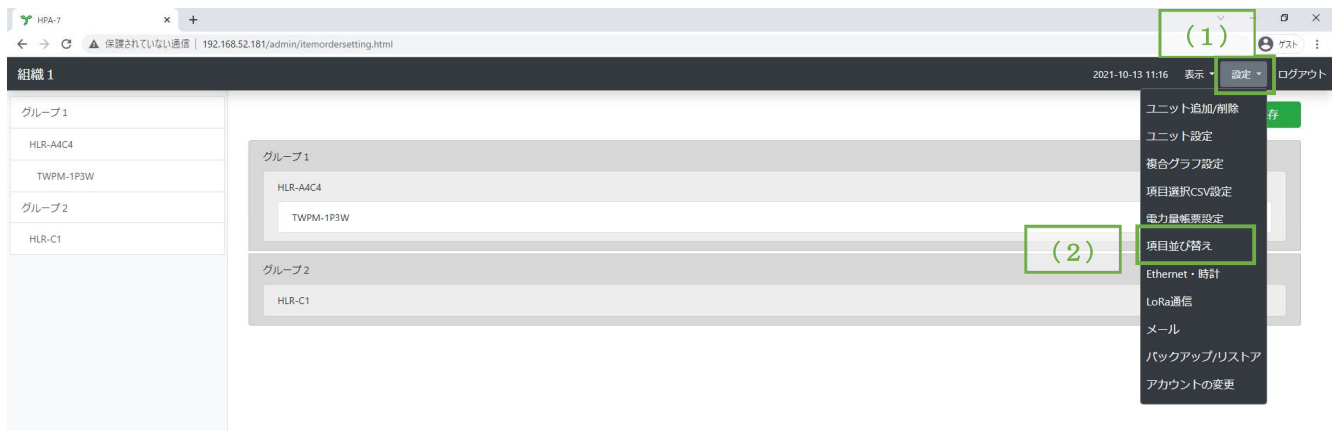 HPA-7
保護されていない通信 | 192.168.52.181/admin/itemordersetting.html
ゲスト
(1)
組織 1
2021-10-13 11:16 表示 設定 ログアウト
グループ 1
HLR-A4C4
TWPM-1P3W
グループ 2
HLR-C1
存
グループ 1
HLR-A4C4
TWPM-1P3W
グループ 2
HLR-C1
ユニット追加/削除
ユニット設定
複合グラフ設定
項目選択CSV設定
電力量帳票設定
(2)
項目並び替え
Ethernet・時計
LoRa通信
メール
バックアップ/リストア
アカウントの変更